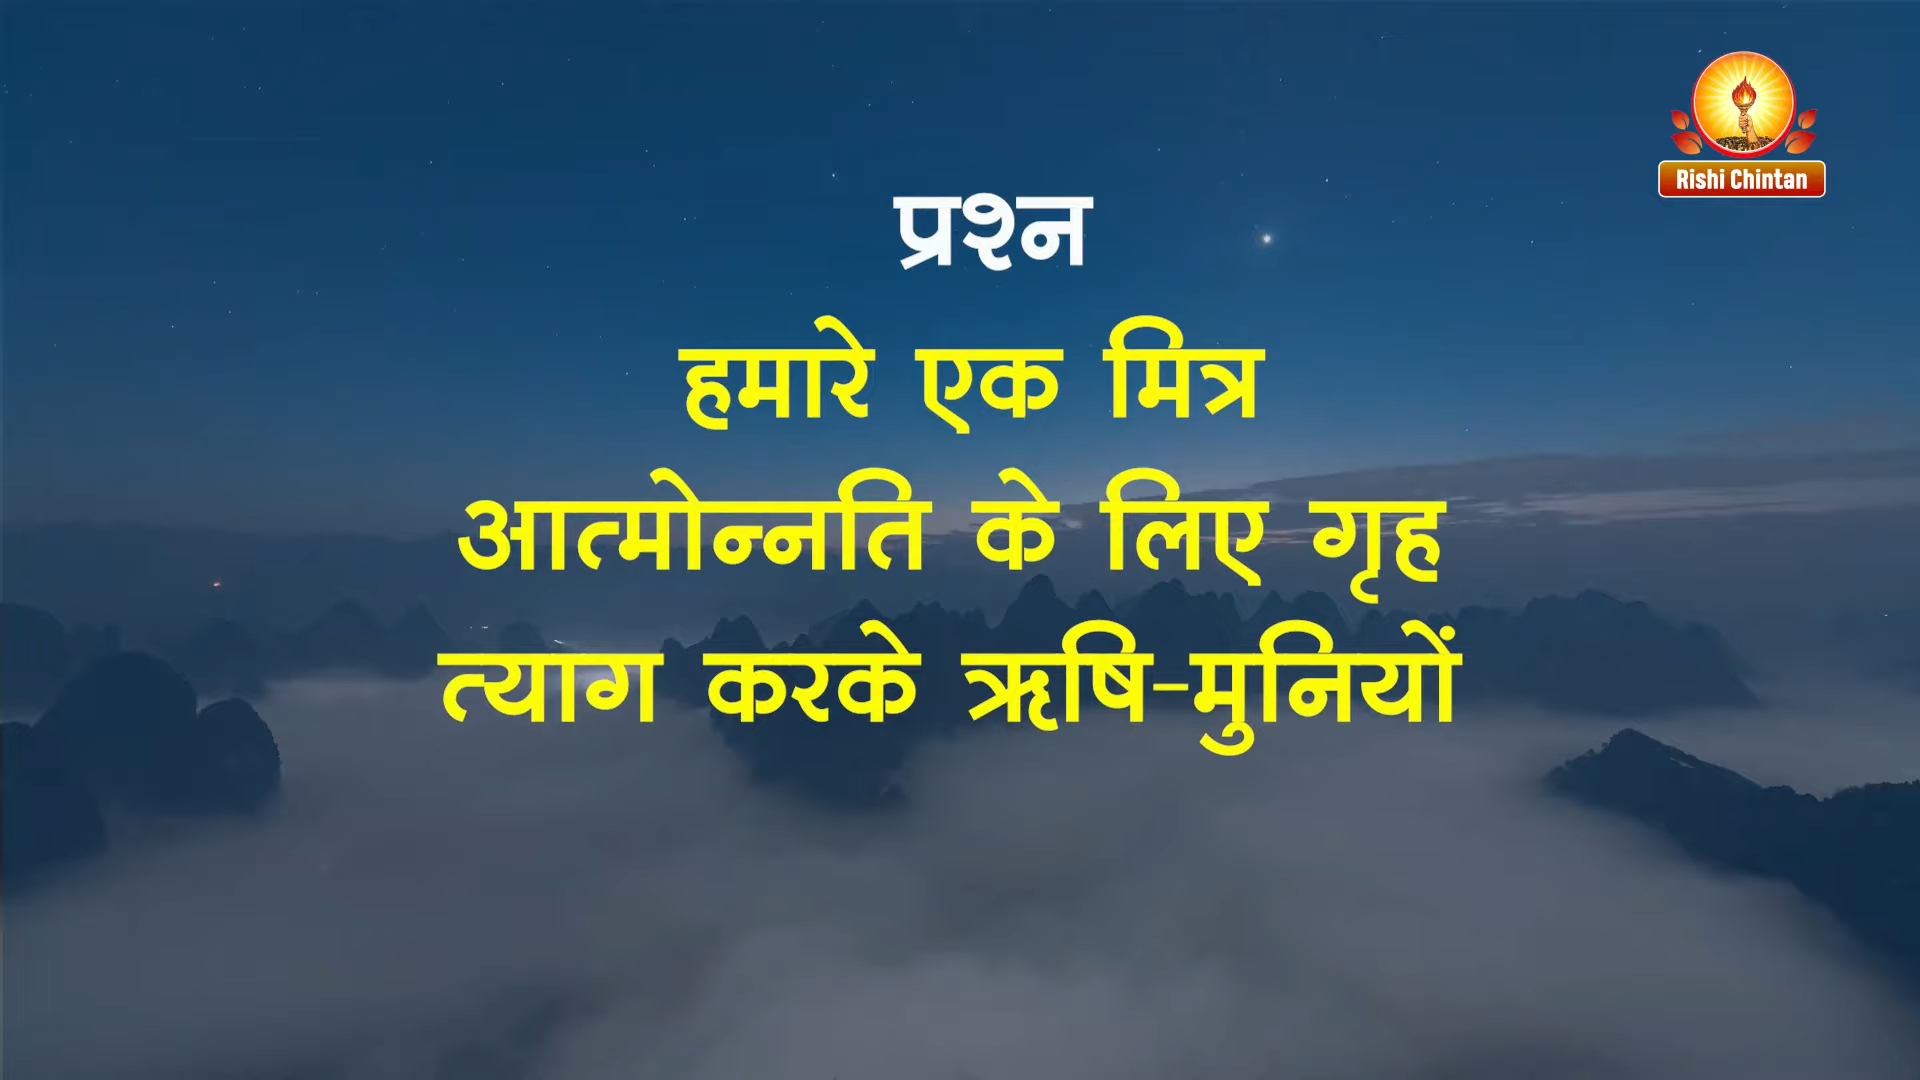 Rishi Chintan
प्रश्न
हमारे एक मित्र
आत्मोन्नति के लिए गृह
त्याग करके ऋषि-मुनियों